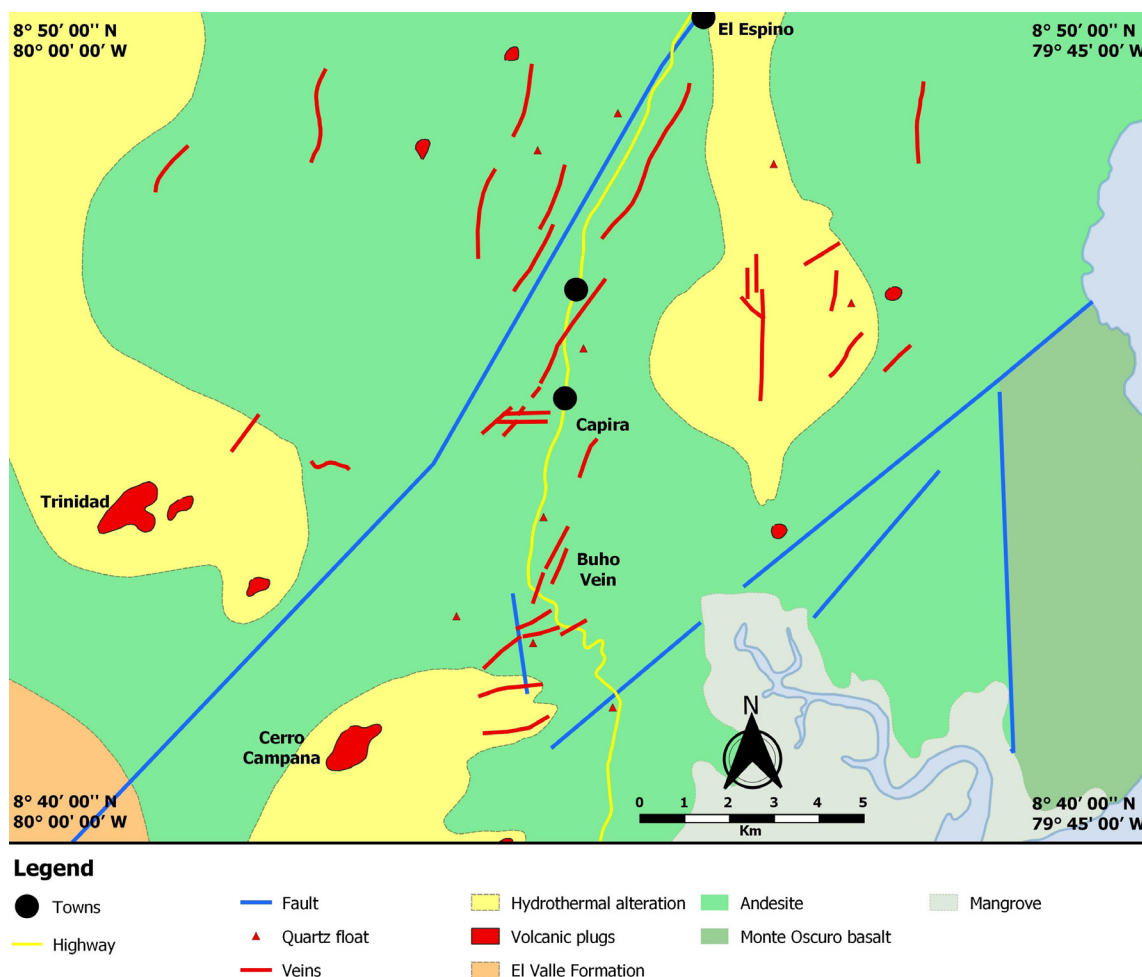 8° 50' 00'' N
80° 00' 00' W
El Espino
8° 50' 00'' N
79° 45' 00' W
Capira
Trinidad
Buho
Vein
Cerro
Campana
N
0 1 2 3 4 5
Km
8° 40' 00'' N
80° 00' 00' W
8° 40' 00'' N
79° 45' 00' W
Legend
Towns
Fault
Hydrothermal alteration
Andesite
Mangrove
Highway
Quartz float
Volcanic plugs
Monte Oscuro basalt
Veins
El Valle Formation